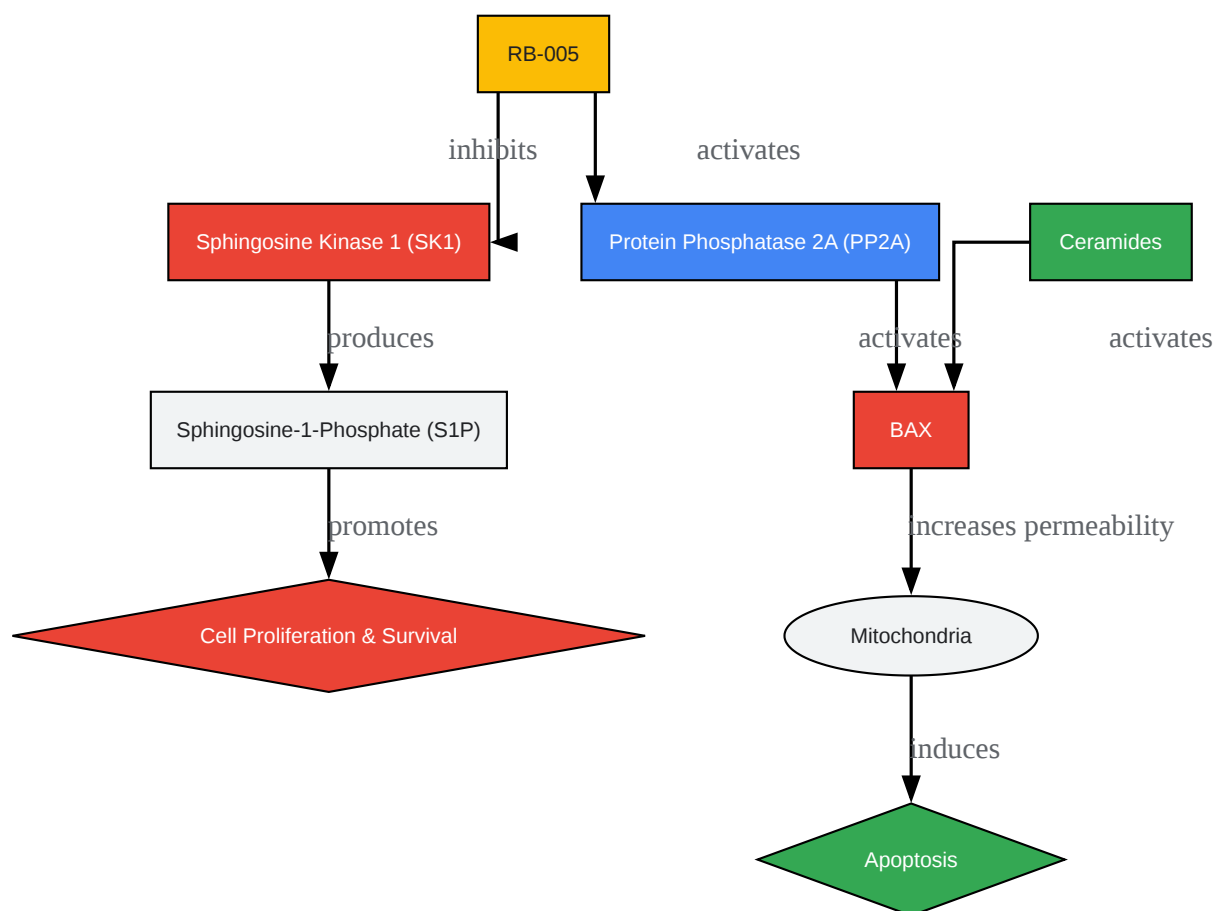 RB-005
inhibits
activates
Sphingosine Kinase 1 (SK1)
Protein Phosphatase 2A (PP2A)
Ceramides
produces
activates
activates
Sphingosine-1-Phosphate (S1P)
BAX
promotes
increases permeability
Cell Proliferation & Survival
Mitochondria
induces
Apoptosis